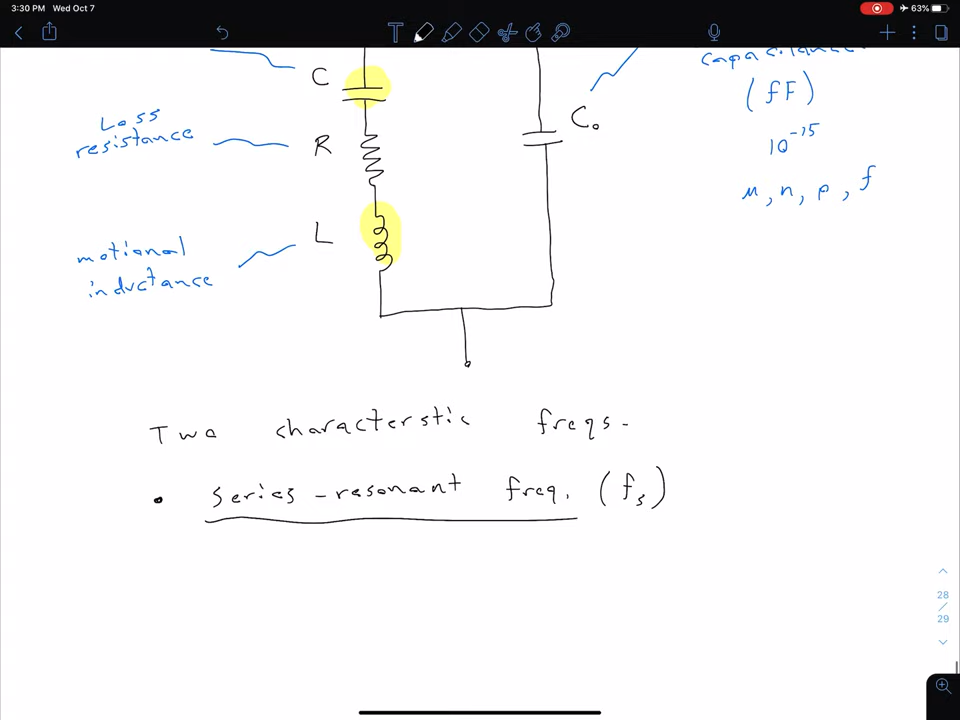 3:30 PM Wed Oct 7
63%
T
C
capacitance
(fF)
10⁻¹⁵
μ, n, p, f
C₀
Loss
resistance
R
L
motional
inductance
Two characterstic freqs.
• series-resonant freq. (fₛ)
28
/
29